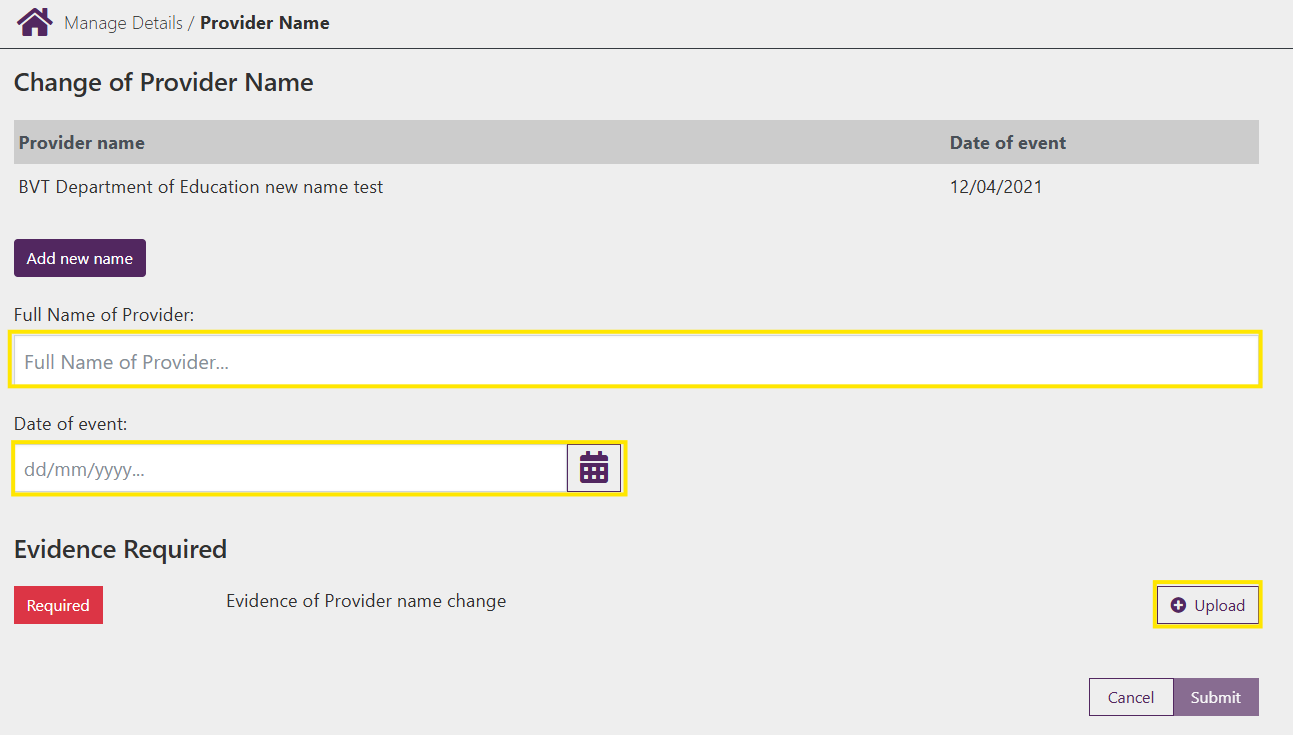 Manage Details / Provider Name
Change of Provider Name
Provider name Date of event
BVT Department of Education new name test 12/04/2021
Add new name
Full Name of Provider:
Full Name of Provider...
Date of event:
dd/mm/yyyy...
Evidence Required
Required Evidence of Provider name change Upload
Cancel Submit